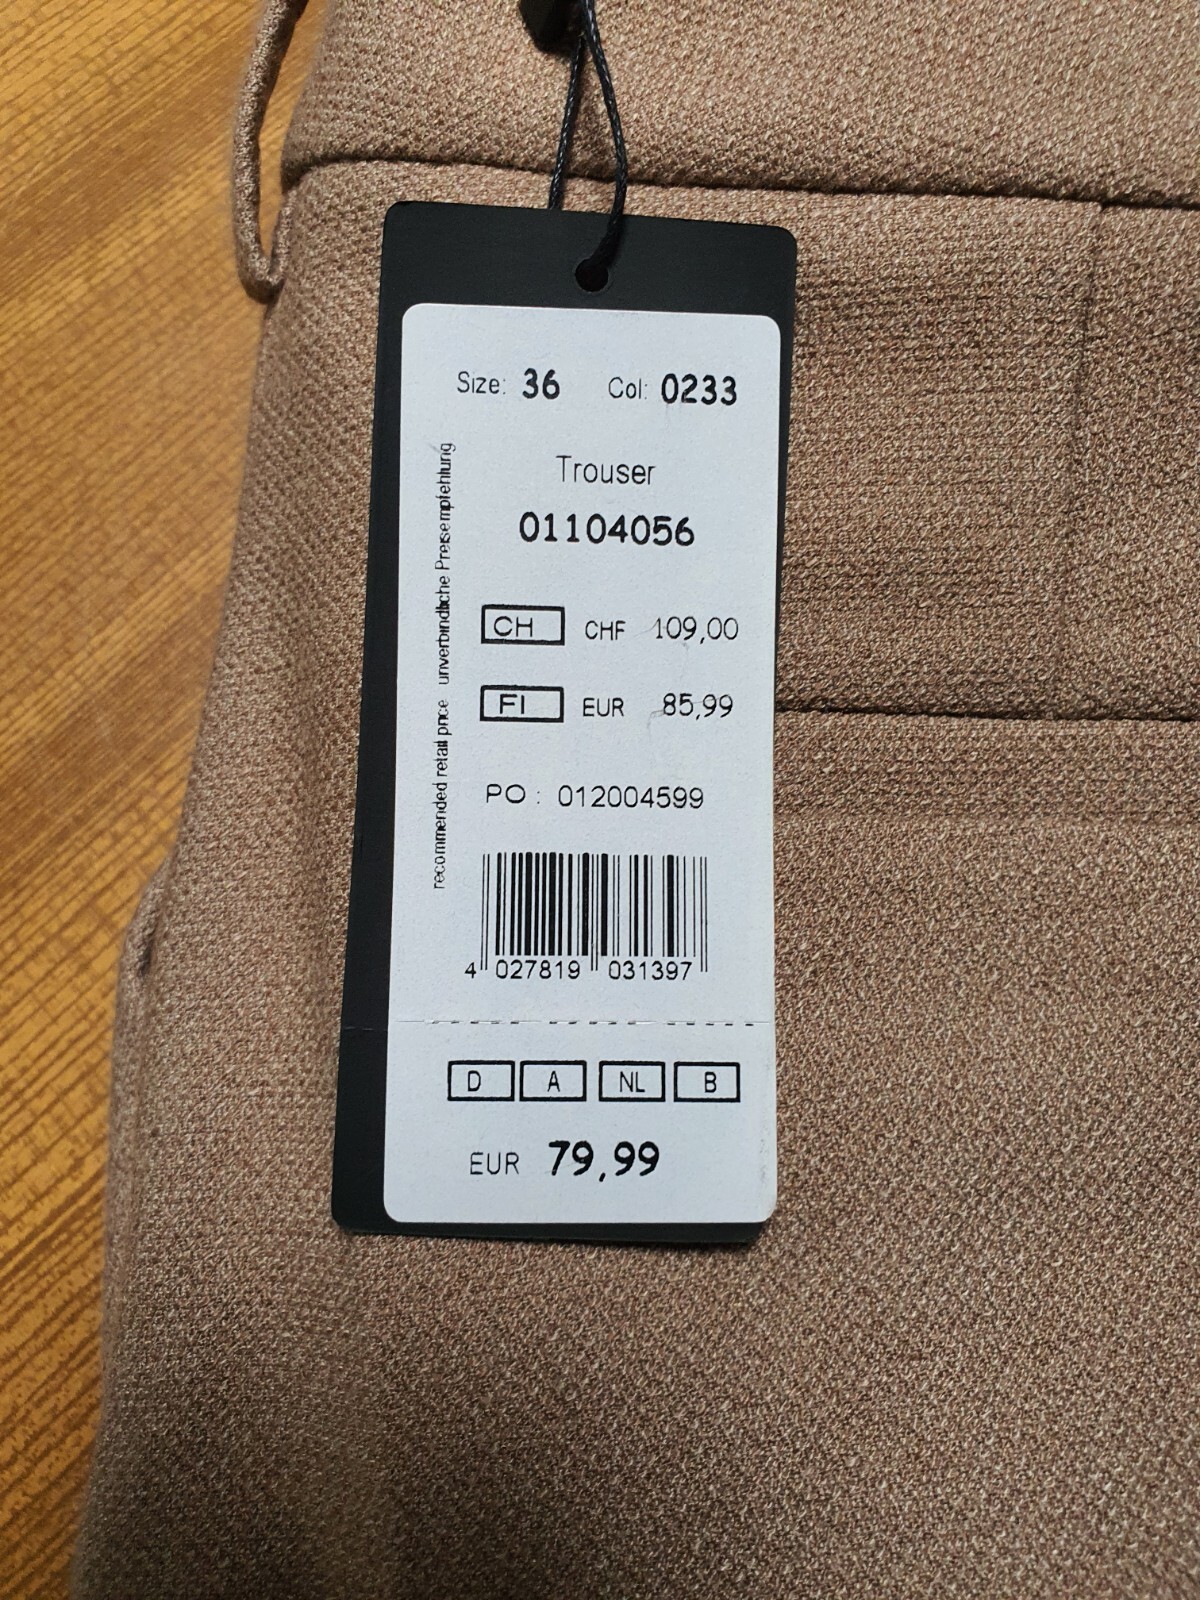 Size: 36 Col: 0233
Trouser
01104056
CH CHF 109,00
FI EUR 85,99
PO : 012004599
4 027819 031397
D A NL B
EUR 79,99
recommended retail price unverbindliche Preisempfehlung